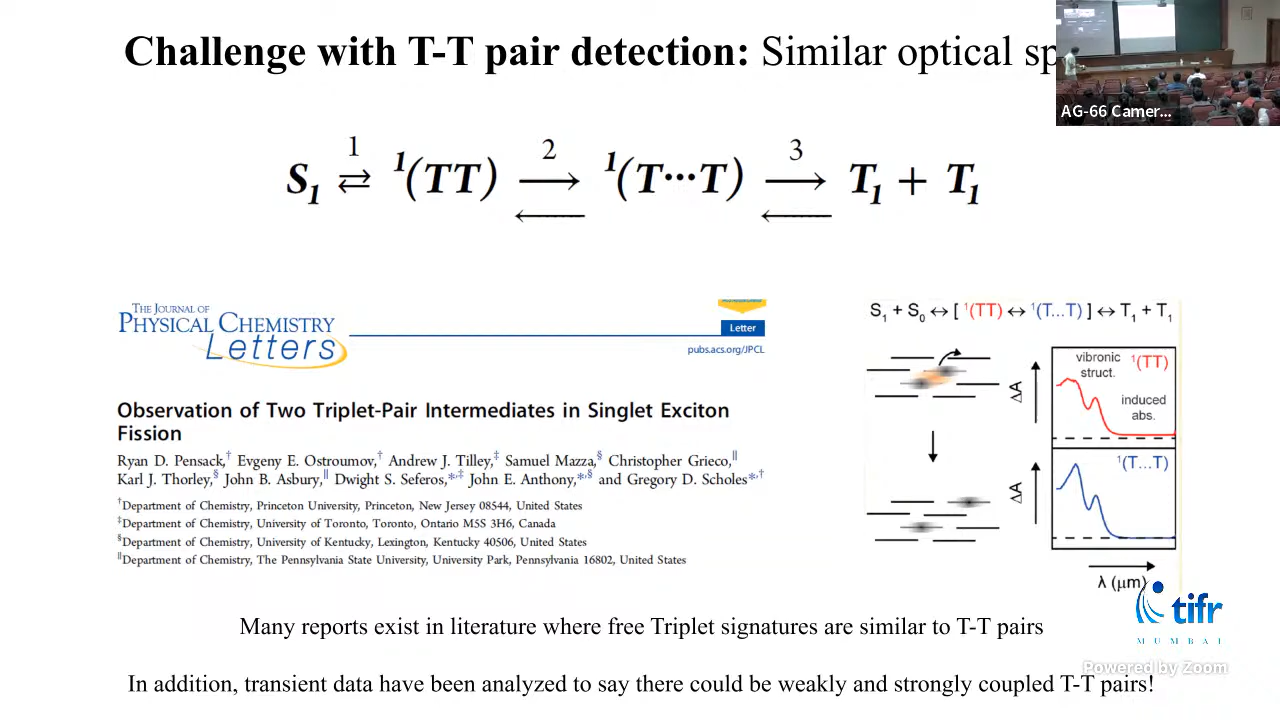 Challenge with T-T pair detection: Similar optical sp
AG-66 Camer...
1 2 3
S1 ⇄ 1(TT) ⟶ 1(T···T) ⟶ T1 + T1
THE JOURNAL OF
PHYSICAL CHEMISTRY
Letters
Letter
pubs.acs.org/JPCL
Observation of Two Triplet-Pair Intermediates in Singlet Exciton
Fission
Ryan D. Pensack,† Evgeny E. Ostroumov,† Andrew J. Tilley,‡ Samuel Mazza,§ Christopher Grieco,∥
Karl J. Thorley,§ John B. Asbury,∥ Dwight S. Seferos,*,‡ John E. Anthony,*,§ and Gregory D. Scholes*,†
†Department of Chemistry, Princeton University, Princeton, New Jersey 08544, United States
‡Department of Chemistry, University of Toronto, Toronto, Ontario M5S 3H6, Canada
§Department of Chemistry, University of Kentucky, Lexington, Kentucky 40506, United States
∥Department of Chemistry, The Pennsylvania State University, University Park, Pennsylvania 16802, United States
S1 + S0 ↔ [ 1(TT) ↔ 1(T...T) ] ↔ T1 + T1
vibronic
struct.
1(TT)
ΔA
induced
abs.
1(T...T)
ΔA
λ (μm)
tifr
MUMBAI
Many reports exist in literature where free Triplet signatures are similar to T-T pairs
Powered by Zoom
In addition, transient data have been analyzed to say there could be weakly and strongly coupled T-T pairs!